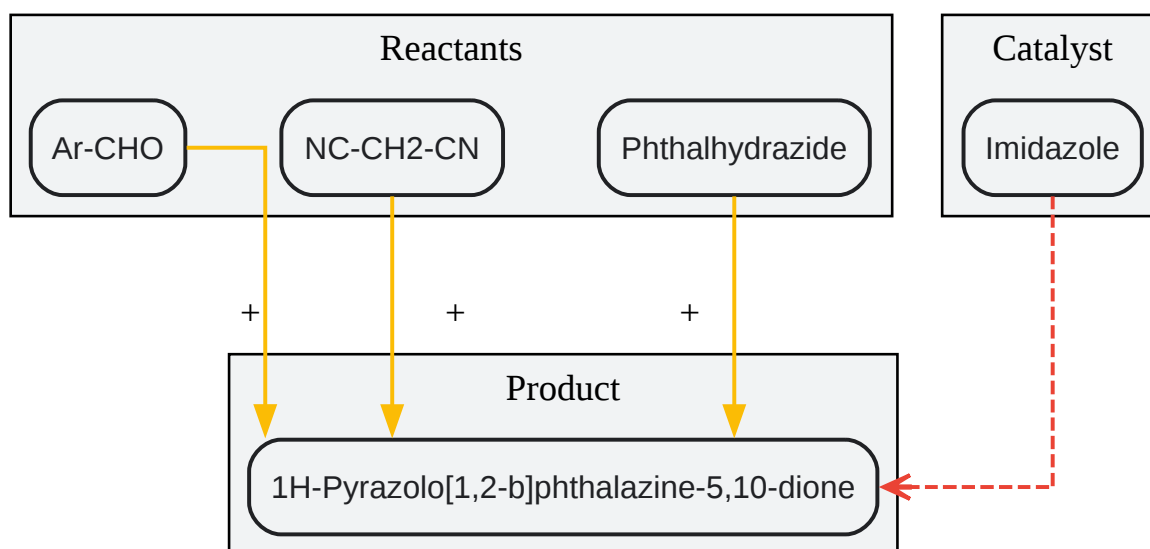 Reactants
Catalyst
Ar-CHO
NC-CH2-CN
Phthalhydrazide
Imidazole
+
+
+
Product
1H-Pyrazolo[1,2-b]phthalazine-5,10-dione